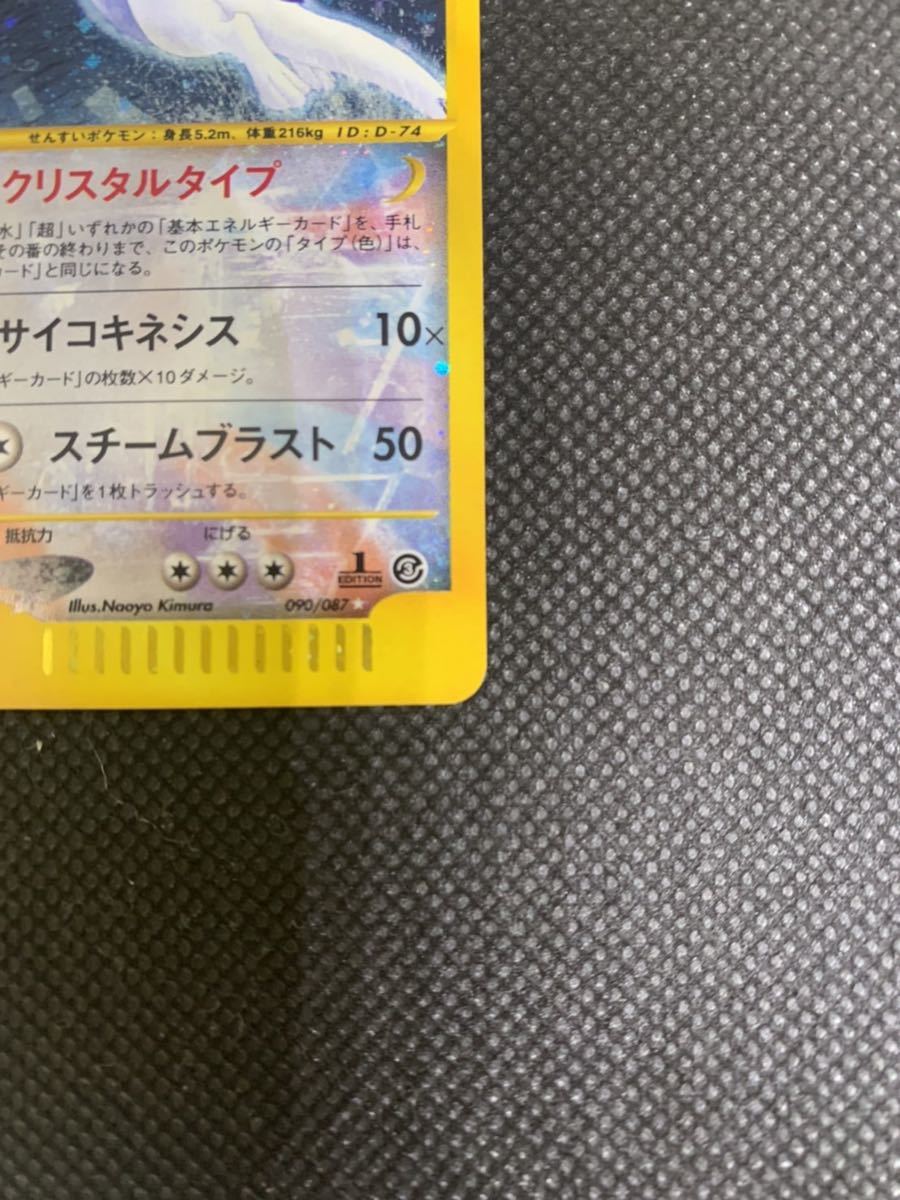 せんすいポケモン：身長5.2m、体重216kg ID:D-74
クリスタルタイプ
水」「超」いずれかの「基本エネルギーカード」を、手札
その番の終わりまで、このポケモンの「タイプ(色)」は、
カード」と同じになる。
サイコキネシス 10×
ギーカード」の枚数×10ダメージ。
スチームブラスト 50
ギーカード」を1枚トラッシュする。
抵抗力 にげる
1 EDITION 3
Illus.Naoyo Kimura 090/087